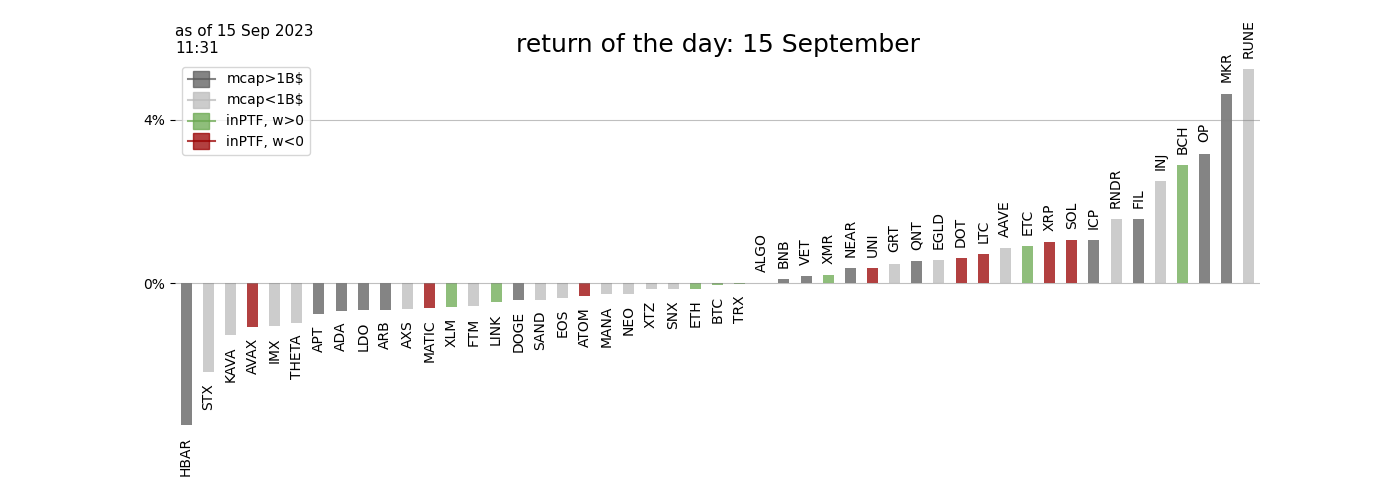 as of 15 Sep 2023
11:31
return of the day: 15 September
mcap>1B$
mcap<1B$
inPTF, w>0
inPTF, w<0
4%
0%
HBAR
STX
KAVA
AVAX
IMX
THETA
APT
ADA
LDO
ARB
AXS
MATIC
XLM
FTM
LINK
DOGE
SAND
EOS
ATOM
MANA
NEO
XTZ
SNX
ETH
BTC
TRX
ALGO
BNB
VET
XMR
NEAR
UNI
GRT
QNT
EGLD
DOT
LTC
AAVE
ETC
XRP
SOL
ICP
RNDR
FIL
INJ
BCH
OP
MKR
RUNE